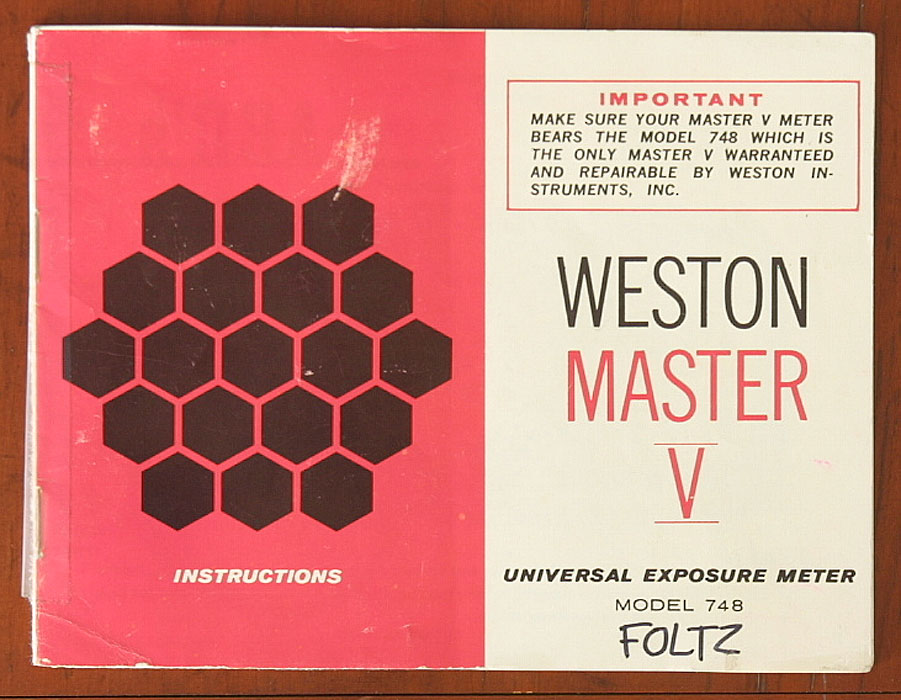 IMPORTANT
MAKE SURE YOUR MASTER V METER
BEARS THE MODEL 748 WHICH IS
THE ONLY MASTER V WARRANTEED
AND REPAIRABLE BY WESTON IN-
STRUMENTS, INC.
WESTON
MASTER
V
INSTRUCTIONS
UNIVERSAL EXPOSURE METER
MODEL 748
FOLTZ